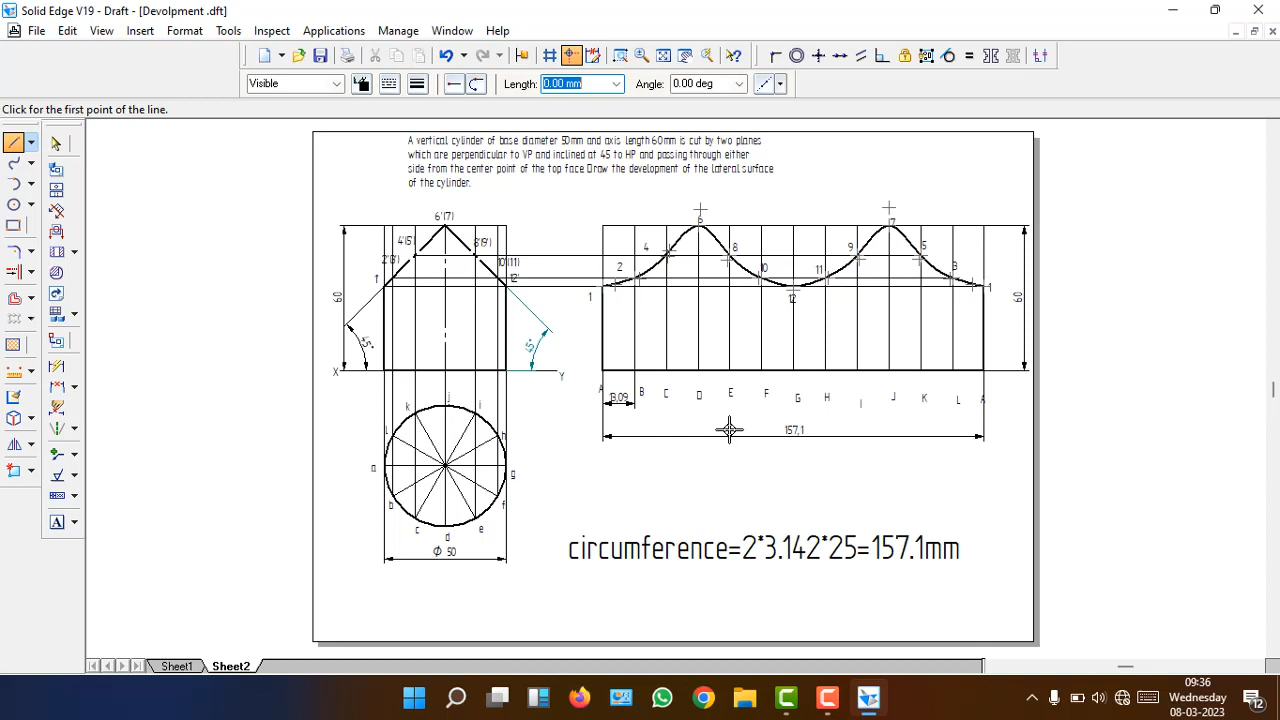 Solid Edge V19 - Draft - [Devolpment .dft]
File Edit View Insert Format Tools Inspect Applications Manage Window Help
Visible Length: 0.00 mm Angle: 0.00 deg
Click for the first point of the line.
A vertical cylinder of base diameter 50mm and axis length 60mm is cut by two planes
which are perpendicular to VP and inclined at 45 to HP and passing through either
side from the center point of the top face Draw the development of the lateral surface
of the cylinder.
6'(7) 6 17
4'(5') 8'(9') 4 8 9 5
2'(3') 10'(11) 2 10 11 3
1' 12' 1 12 1
60 60
45° 45°
X Y
A B C D E F G H I J K L A
13,09
157,1
k j i
l h
a g
b f
c d e
Φ 50
circumference=2*3.142*25=157.1mm
Sheet1 Sheet2
09:36
Wednesday
08-03-2023
12